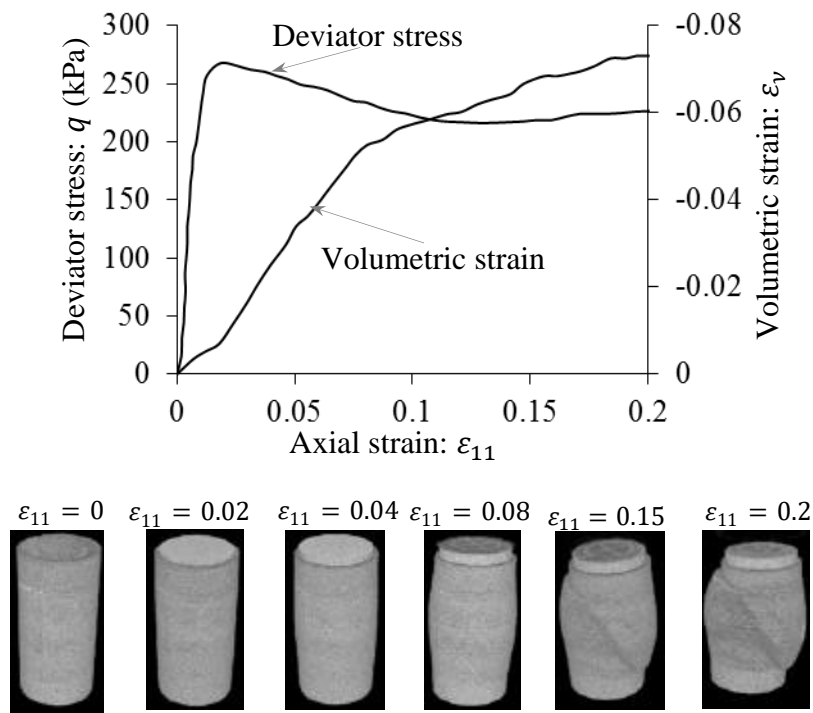 Deviator stress: q (kPa)
300
250
200
150
100
50
0
Deviator stress
Volumetric strain
-0.08
-0.06
-0.04
-0.02
0
Volumetric strain: εᵥ
0 0.05 0.1 0.15 0.2
Axial strain: ε₁₁
ε₁₁ = 0 ε₁₁ = 0.02 ε₁₁ = 0.04 ε₁₁ = 0.08 ε₁₁ = 0.15 ε₁₁ = 0.2